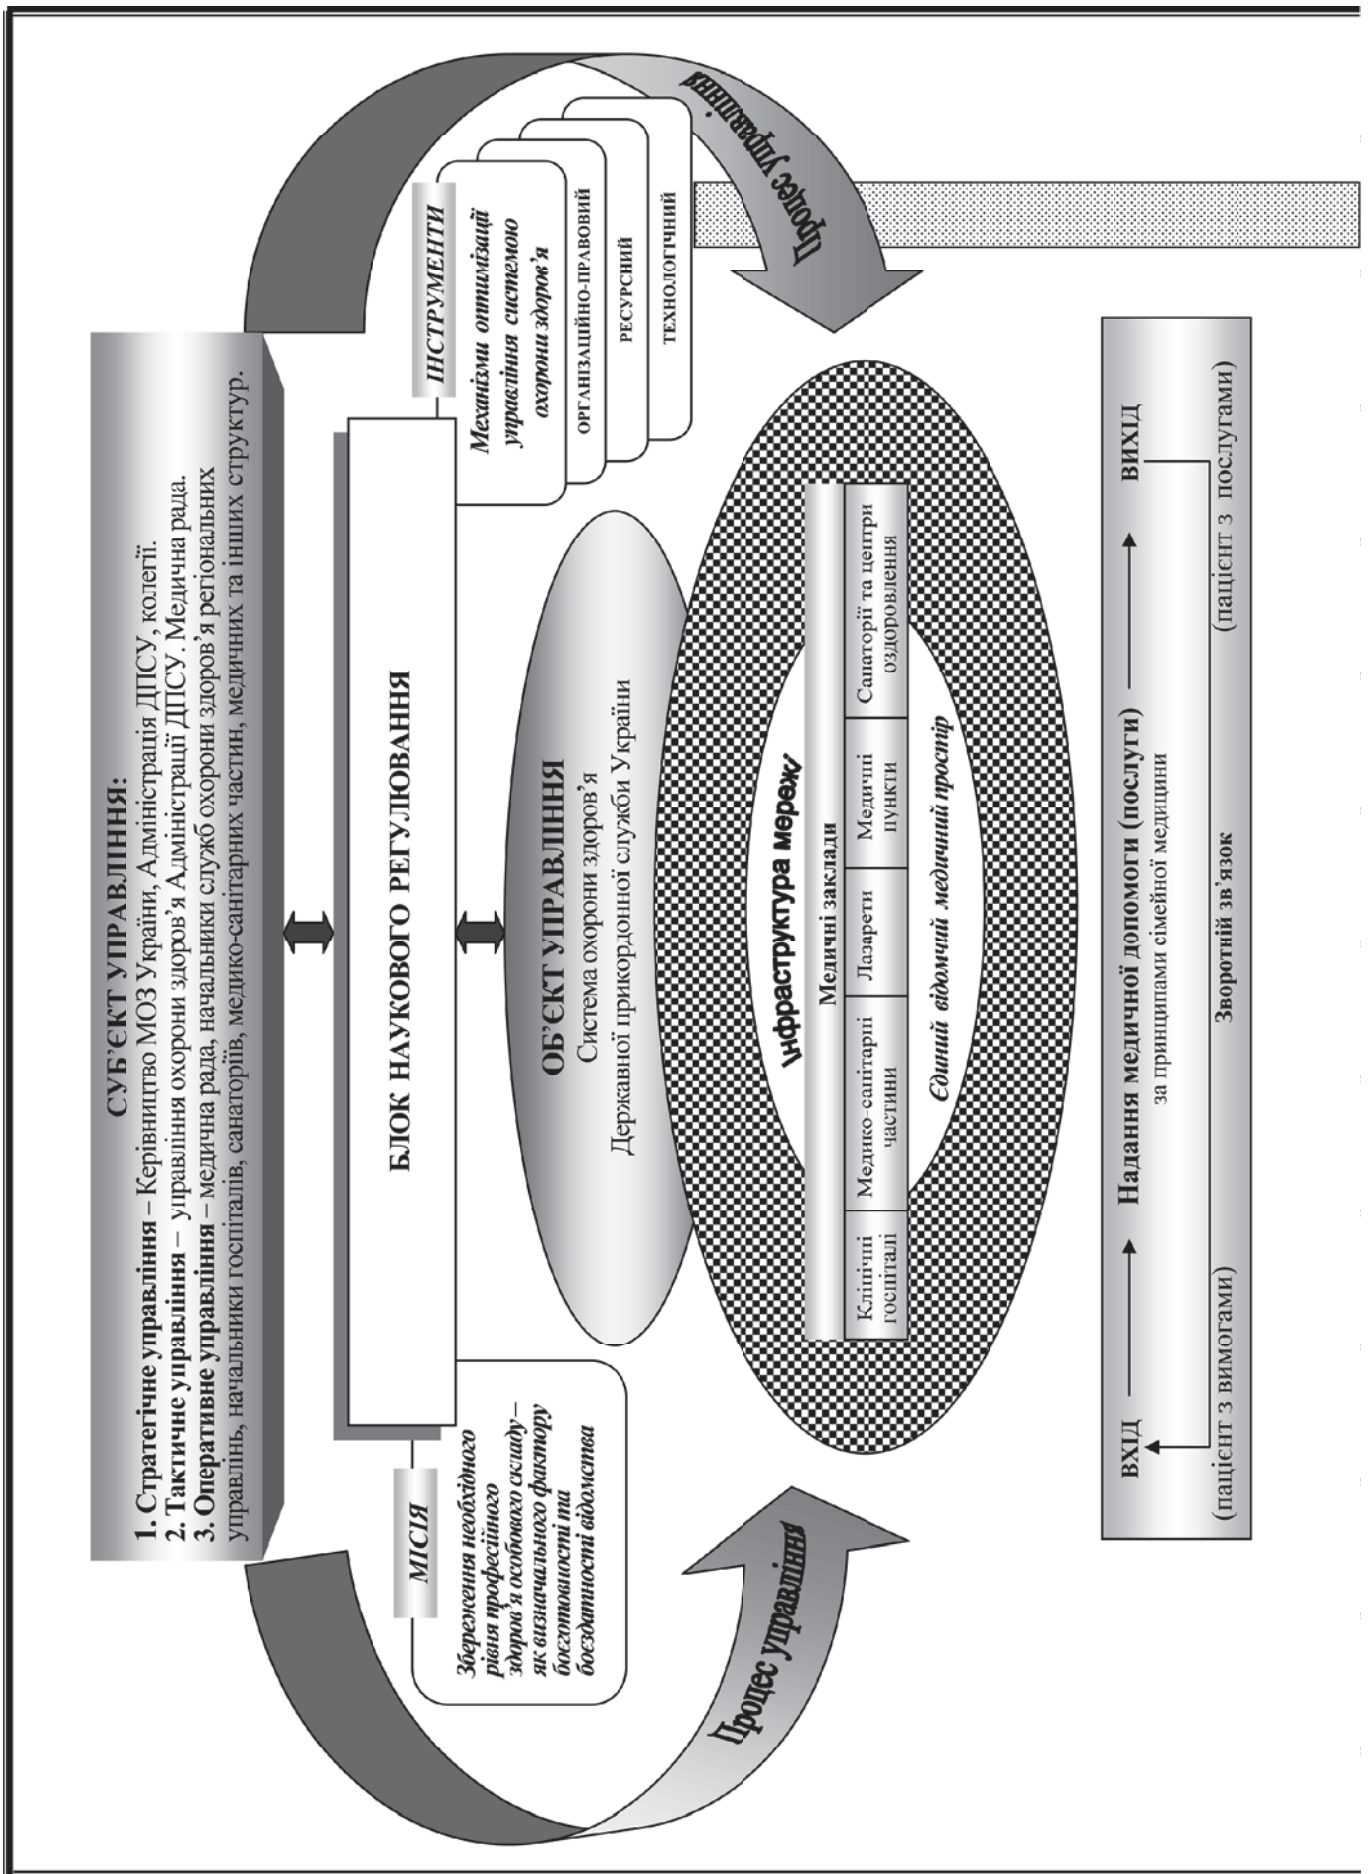 СУБ’ЄКТ УПРАВЛІННЯ:
1. Стратегічне управління – Керівництво МОЗ України, Адміністрація ДПСУ, колегії.
2. Тактичне управління – управління охорони здоров’я Адміністрації ДПСУ. Медична рада.
3. Оперативне управління – медична рада, начальники служб охорони здоров’я регіональних
управлінь, начальники госпіталів, санаторіїв, медико-санітарних частин, медичних та інших структур.
МІСІЯ
Збереження необхідного
рівня професійного
здоров’я особового складу –
як визначального фактору
боєготовності та
боєздатності відомства
БЛОК НАУКОВОГО РЕГУЛЮВАННЯ
ІНСТРУМЕНТИ
Механізми оптимізації
управління системою
охорони здоров’я
ОРГАНІЗАЦІЙНО-ПРАВОВИЙ
РЕСУРСНИЙ
ТЕХНОЛОГІЧНИЙ
ОБ’ЄКТ УПРАВЛІННЯ
Система охорони здоров’я
Державної прикордонної служби України
Процес управління
Процес управління
Інфраструктура мережі
Медичні заклади
Клінічні
госпіталі
Медико-санітарні
частини
Лазарети
Медичні
пункти
Санаторії та центри
оздоровлення
Єдиний відомчий медичний простір
ВХІД
Надання медичної допомоги (послуги)
ВИХІД
за принципами сімейної медицини
(пацієнт з вимогами)
Зворотній зв’язок
(пацієнт з послугами)